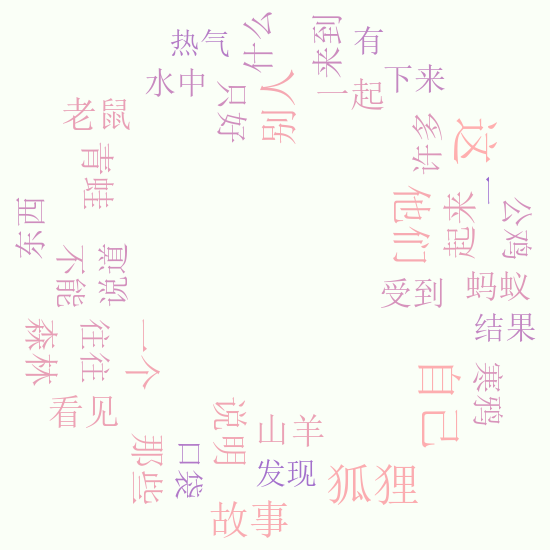 什么
来到
热气
有
水中
只好
别人
一起
下来
老鼠
许多
这
青蛙
一
他们
起来
公鸡
东西
不能
说道
受到
蚂蚁
结果
森林
往往
一个
自己
寒鸦
看见
说明
山羊
那些
口袋
发现
狐狸
故事